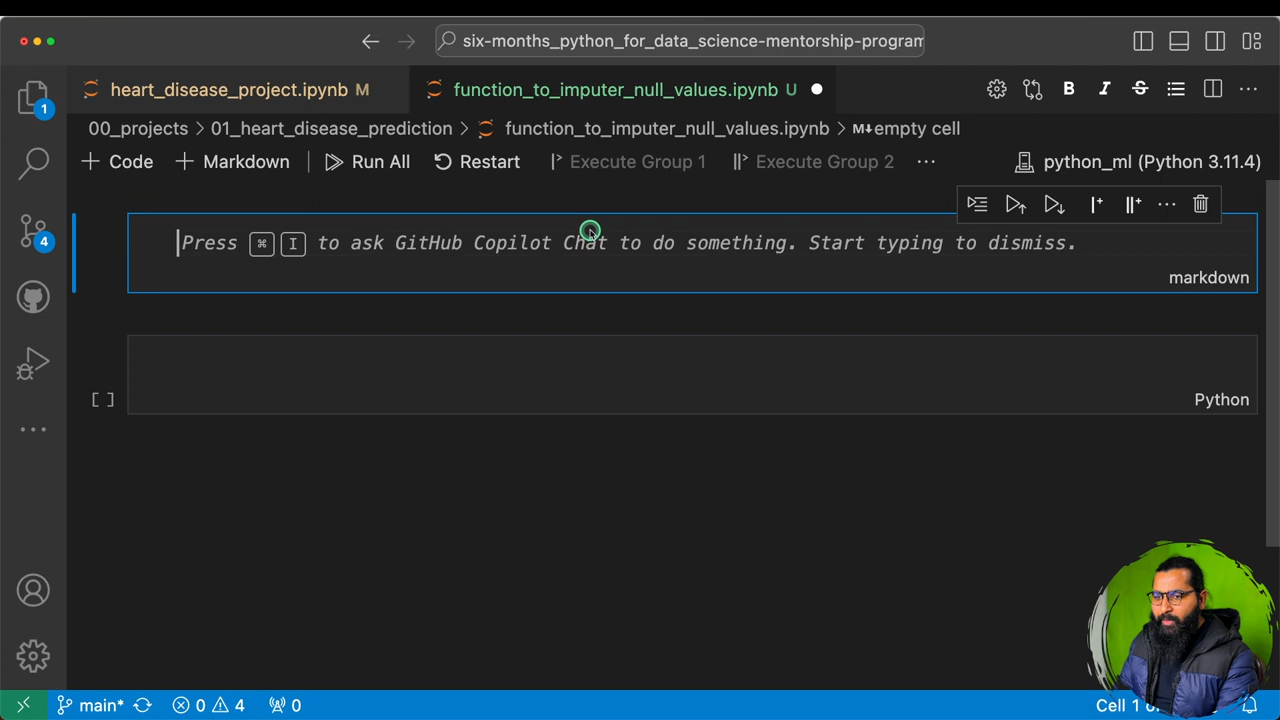 six-months_python_for_data_science-mentorship-program
1
heart_disease_project.ipynb M
function_to_imputer_null_values.ipynb U
00_projects > 01_heart_disease_prediction > function_to_imputer_null_values.ipynb > M↓empty cell
+ Code + Markdown Run All Restart Execute Group 1 Execute Group 2 ... python_ml (Python 3.11.4)
4
Press ⌘ I to ask GitHub Copilot Chat to do something. Start typing to dismiss.
markdown
[ ]
Python
main* 0 4 0 Cell 1